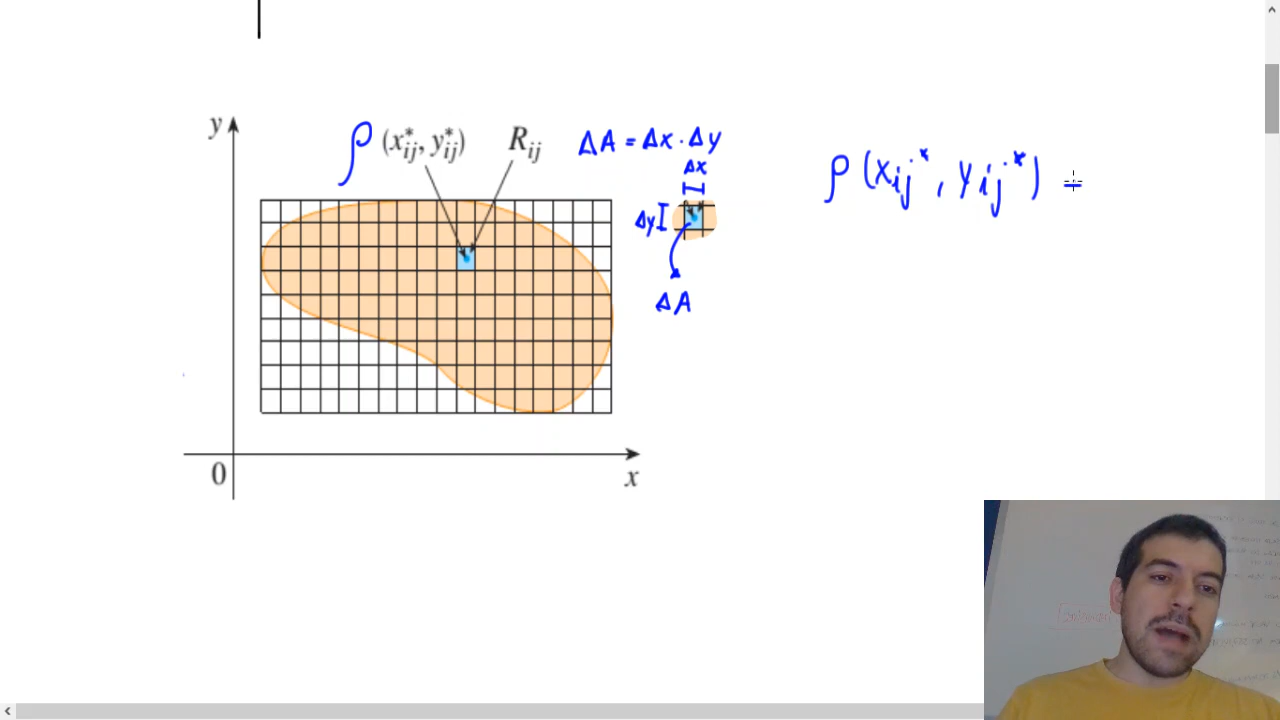 y
ρ (x*ij, y*ij) Rij
ΔA = Δx · Δy
Δx
Δy
ΔA
0
x
ρ(xij*, yij*) =